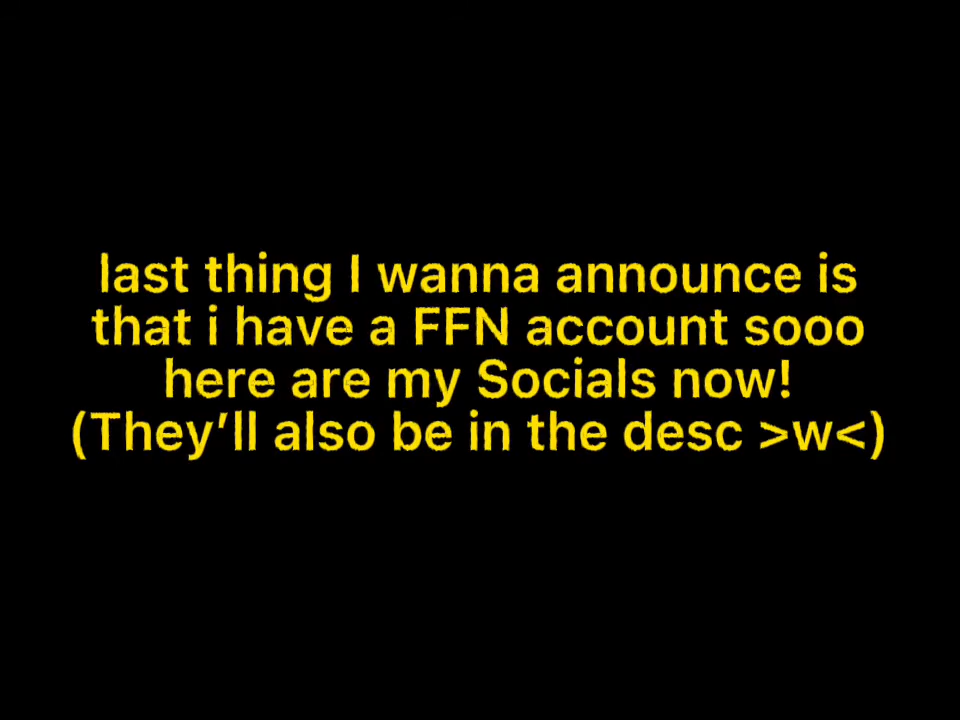 last thing I wanna announce is
that i have a FFN account sooo
here are my Socials now!
(They’ll also be in the desc >w<)